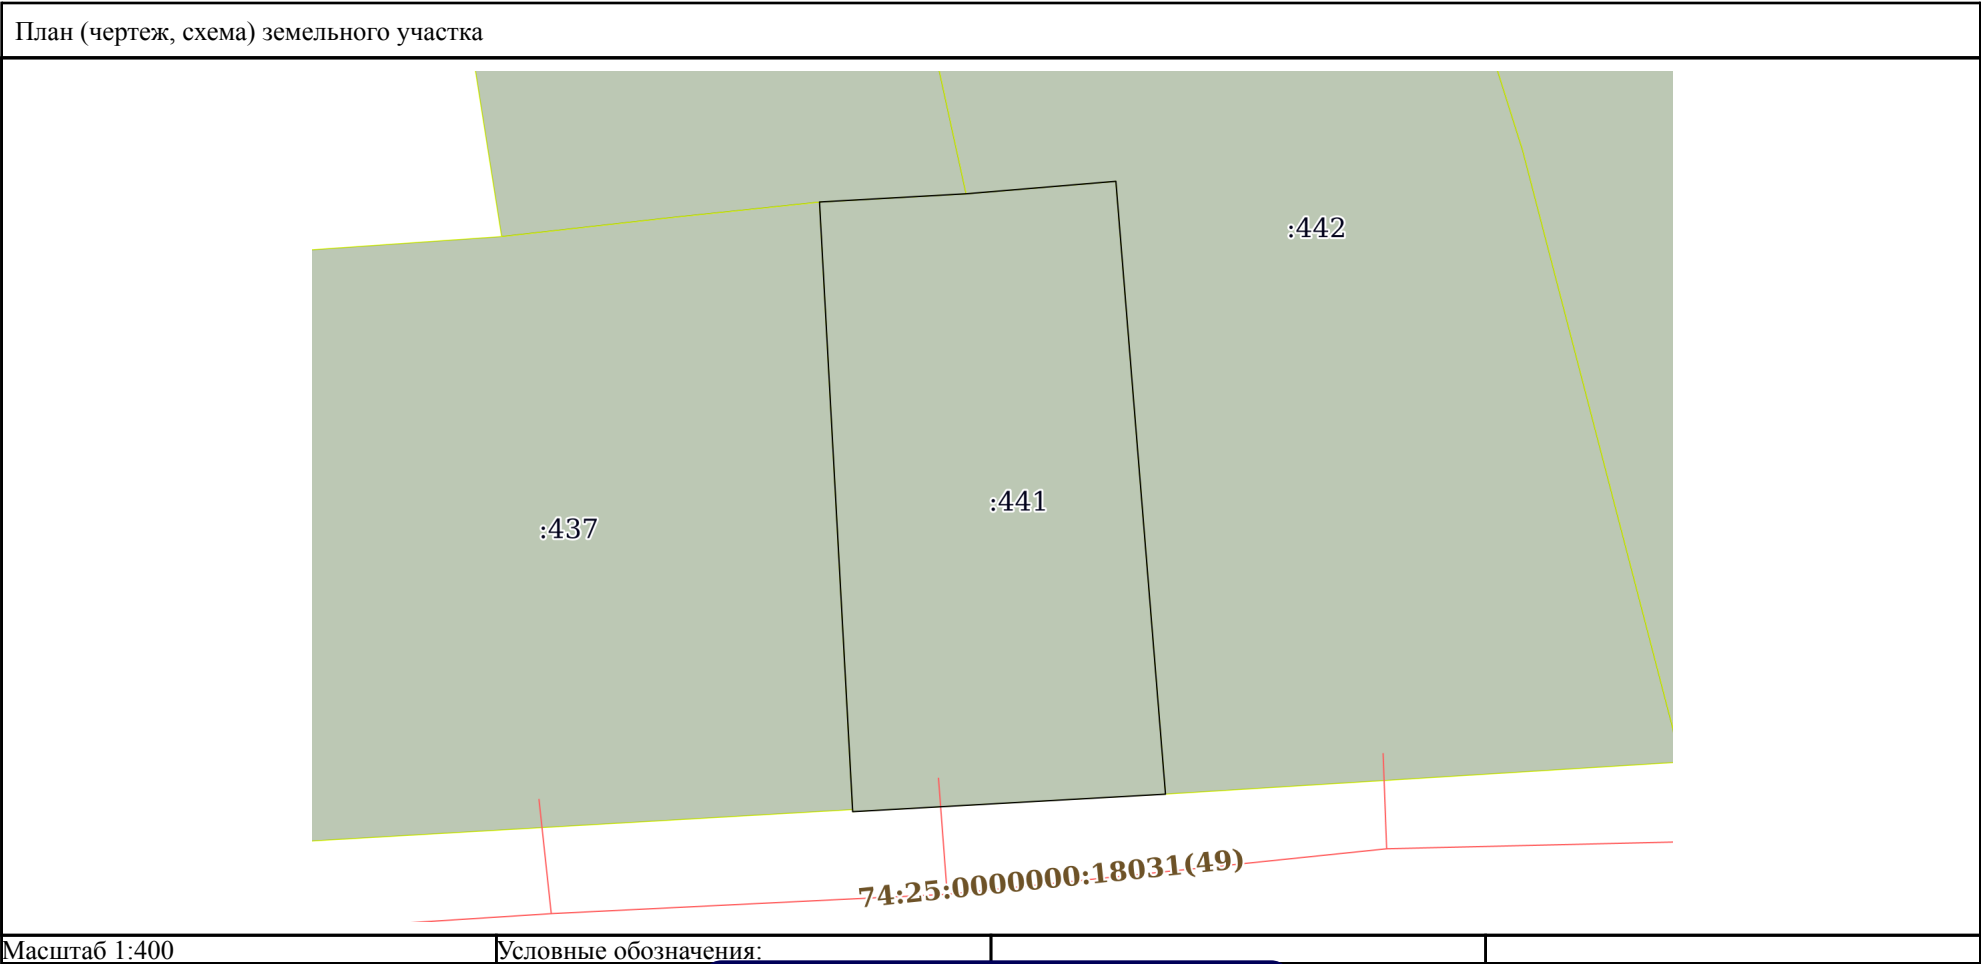 План (чертеж, схема) земельного участка
:442
:441
:437
74:25:0000000:18031(49)
Масштаб 1:400
Условные обозначения: